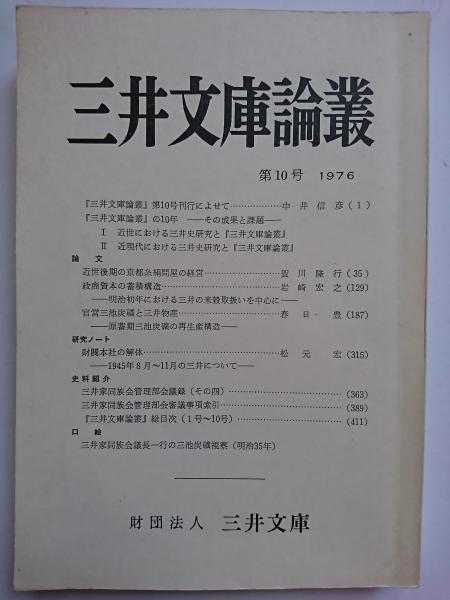 三井文庫論叢
第10号 1976
『三井文庫論叢』第10号刊行によせて………………中井信彦(1)
『三井文庫論叢』の10年 ――その成果と課題――
Ⅰ 近世における三井史研究と『三井文庫論叢』
Ⅱ 近現代における三井史研究と『三井文庫論叢』
論文
近世後期の京都糸絹問屋の経営………………………賀川隆行(35)
政商資本の蓄積構造……………………………………岩崎宏之(129)
――明治初年における三井の米穀取扱いを中心に――
官営三池炭礦と三井物産………………………………春日豊(187)
――原蓄期三池炭礦の再生産構造――
研究ノート
財閥本社の解体…………………………………………松元宏(315)
――1945年8月~11月の三井について――
史料紹介
三井家同族会管理部会議録(その四)……………………………(363)
三井家同族会管理部会審議事項索引………………………………(389)
『三井文庫論叢』総目次(1号~10号)……………………………(411)
口絵
三井家同族会議長一行の三池炭礦視察(明治35年)
財団法人 三井文庫